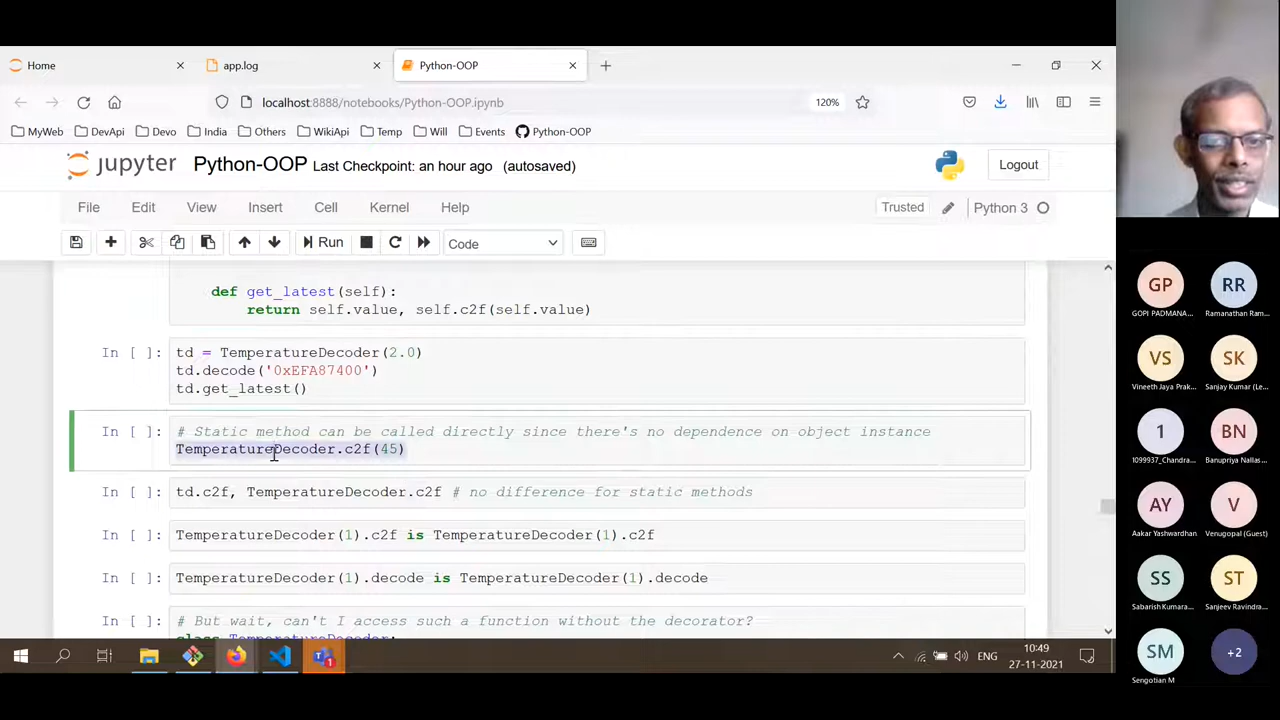 Home
app.log
Python-OOP
localhost:8888/notebooks/Python-OOP.ipynb
120%
MyWeb
DevApi
Devo
India
Others
WikiApi
Temp
Will
Events
Python-OOP
jupyter
Python-OOP Last Checkpoint: an hour ago (autosaved)
Logout
File
Edit
View
Insert
Cell
Kernel
Help
Trusted
Python 3
Run
Code
def get_latest(self):
return self.value, self.c2f(self.value)
In [ ]: td = TemperatureDecoder(2.0)
td.decode('0xEFA87400')
td.get_latest()
In [ ]: # Static method can be called directly since there's no dependence on object instance
TemperatureDecoder.c2f(45)
In [ ]: td.c2f, TemperatureDecoder.c2f # no difference for static methods
In [ ]: TemperatureDecoder(1).c2f is TemperatureDecoder(1).c2f
In [ ]: TemperatureDecoder(1).decode is TemperatureDecoder(1).decode
In [ ]: # But wait, can't I access such a function without the decorator?
class TemperatureDecoder:
1
ENG
10:49
27-11-2021
GP
GOPI PADMANA...
RR
Ramanathan Ram...
VS
Vineeth Jaya Prak...
SK
Sanjay Kumar (Le...
1
1099937_Chandra...
BN
Banupriya Nallas...
AY
Aakar Yashwardhan
V
Venugopal (Guest)
SS
Sabarish Kumara...
ST
Sanjeev Ravindra...
SM
Sengotian M
+2